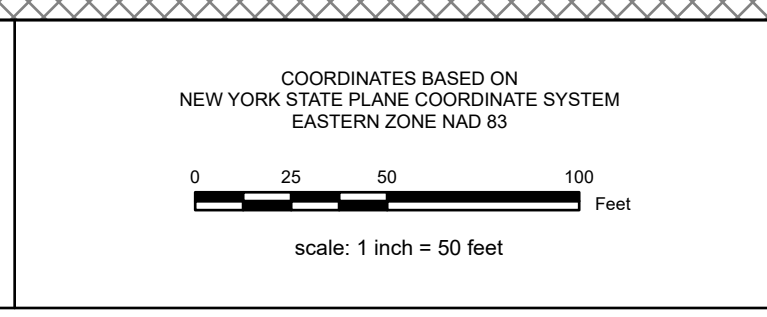 COORDINATES BASED ON
NEW YORK STATE PLANE COORDINATE SYSTEM
EASTERN ZONE NAD 83
0 25 50 100
Feet
scale: 1 inch = 50 feet